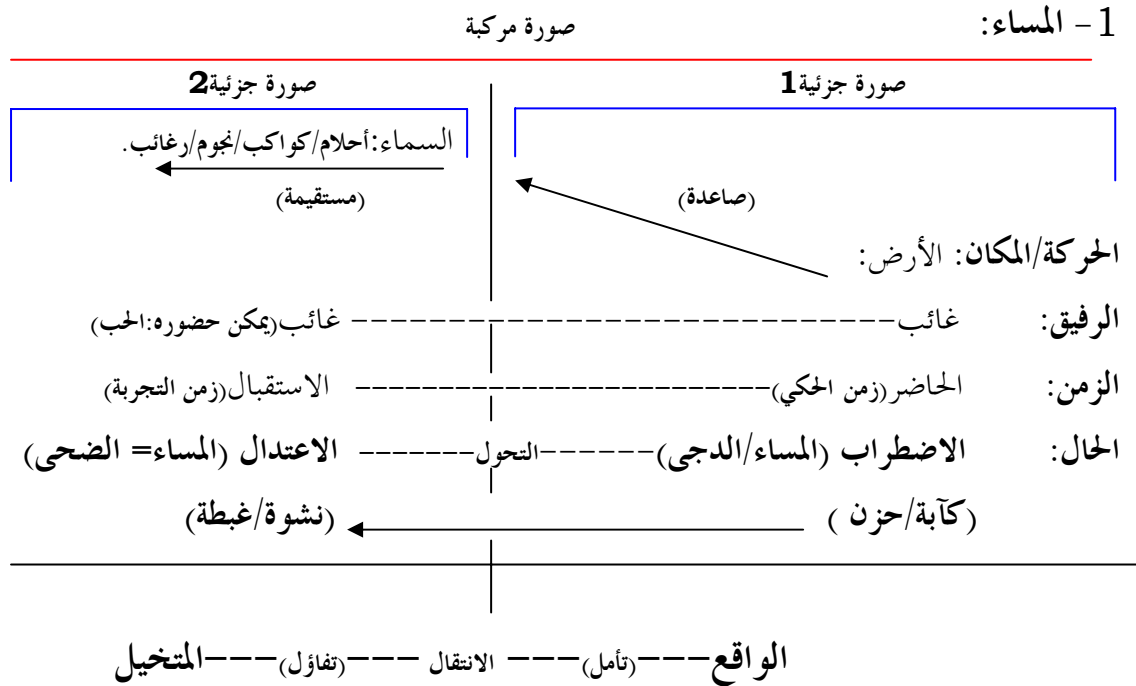 1- المساء: صورة مركبة
صورة جزئية1 صورة جزئية2
السماء:أحلام/كواكب/نجوم/رغائب.
(صاعدة) (مستقيمة)
الحركة/المكان: الأرض:
الرفيق: غائب---------------------------- غائب(يمكن حضوره:الحب)
الزمن: الحاضر(زمن الحكي)----------------------- الاستقبال(زمن التجربة)
الحال: الاضطراب (المساء/الدجى)------التحول------- الاعتدال (المساء= الضحى)
(كآبة/حزن ) (نشوة/غبطة)
الواقع---(تأمل)--- الانتقال ---(تفاؤل)---المتخيل